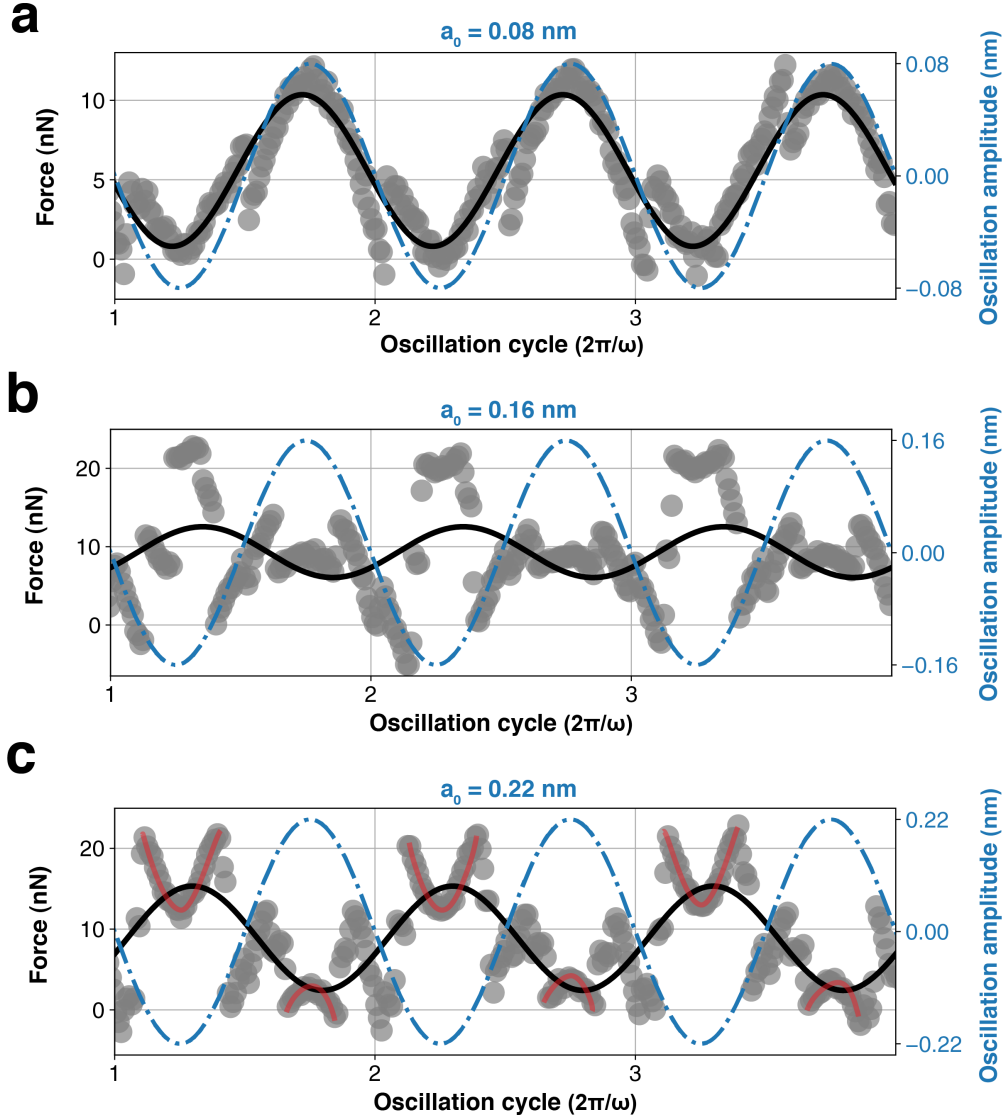 a
a₀ = 0.08 nm
Force (nN)
10
5
0
0.08
0.00
−0.08
Oscillation amplitude (nm)
1
2
3
Oscillation cycle (2π/ω)
b
a₀ = 0.16 nm
Force (nN)
20
10
0
0.16
0.00
−0.16
Oscillation amplitude (nm)
1
2
3
Oscillation cycle (2π/ω)
c
a₀ = 0.22 nm
Force (nN)
20
10
0
0.22
0.00
−0.22
Oscillation amplitude (nm)
1
2
3
Oscillation cycle (2π/ω)